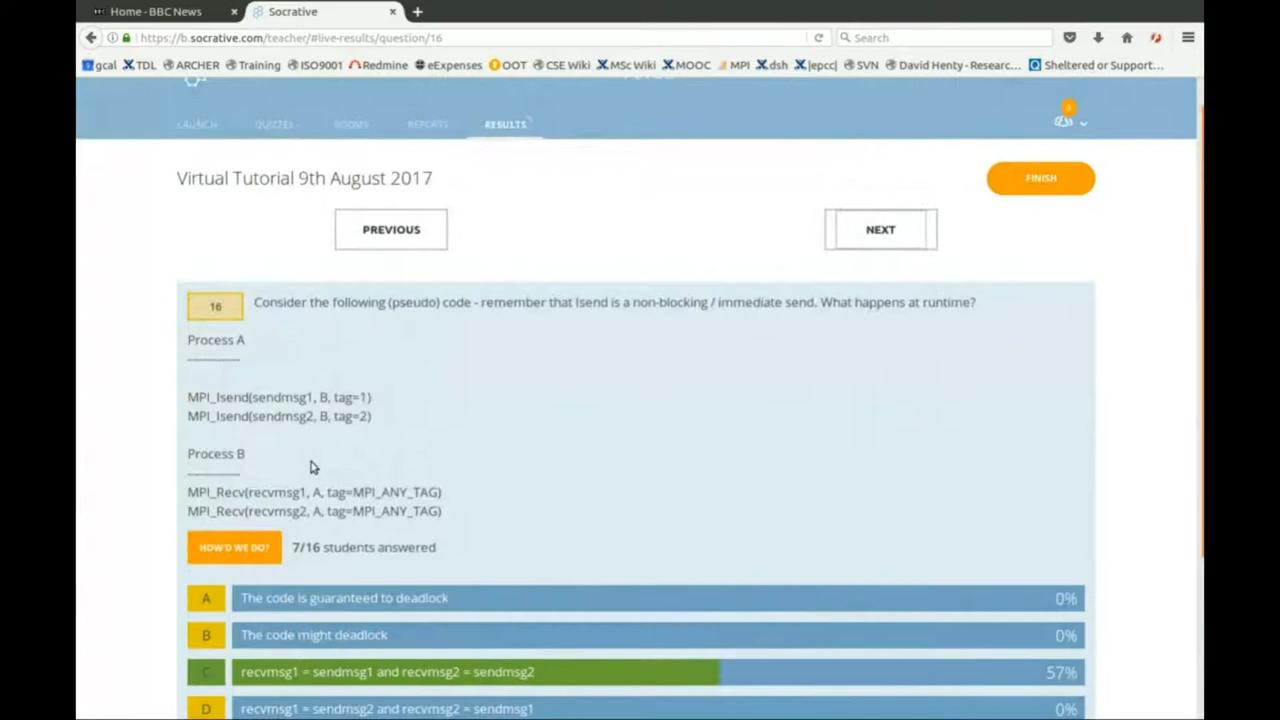 Home - BBC News
Socrative
https://b.socrative.com/teacher/#live-results/question/16
Search
gcal TDL ARCHER Training ISO9001 Redmine eExpenses OOT CSE Wiki MSc Wiki MOOC MPI dsh |epcc| SVN David Henty - Researc... Sheltered or Support...
LAUNCH QUIZZES ROOMS REPORTS RESULTS
Virtual Tutorial 9th August 2017
FINISH
PREVIOUS
NEXT
16 Consider the following (pseudo) code - remember that Isend is a non-blocking / immediate send. What happens at runtime?
Process A
MPI_Isend(sendmsg1, B, tag=1)
MPI_Isend(sendmsg2, B, tag=2)
Process B
MPI_Recv(recvmsg1, A, tag=MPI_ANY_TAG)
MPI_Recv(recvmsg2, A, tag=MPI_ANY_TAG)
HOW'D WE DO? 7/16 students answered
A The code is guaranteed to deadlock 0%
B The code might deadlock 0%
C recvmsg1 = sendmsg1 and recvmsg2 = sendmsg2 57%
D recvmsg1 = sendmsg2 and recvmsg2 = sendmsg1 0%